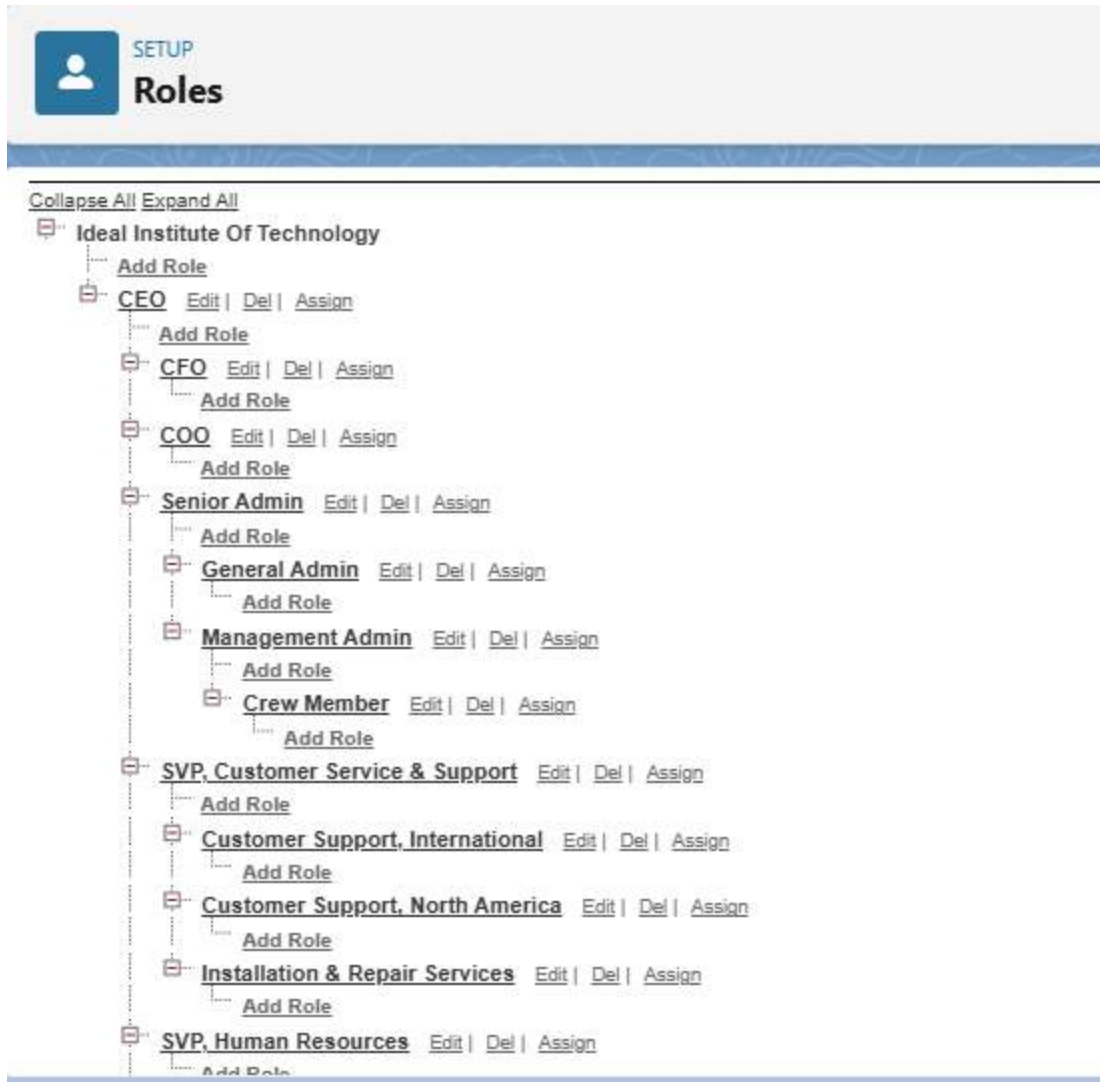 SETUP
Roles
Collapse All Expand All
Ideal Institute Of Technology
Add Role
CEO Edit | Del | Assign
Add Role
CFO Edit | Del | Assign
Add Role
COO Edit | Del | Assign
Add Role
Senior Admin Edit | Del | Assign
Add Role
General Admin Edit | Del | Assign
Add Role
Management Admin Edit | Del | Assign
Add Role
Crew Member Edit | Del | Assign
Add Role
SVP, Customer Service & Support Edit | Del | Assign
Add Role
Customer Support, International Edit | Del | Assign
Add Role
Customer Support, North America Edit | Del | Assign
Add Role
Installation & Repair Services Edit | Del | Assign
Add Role
SVP, Human Resources Edit | Del | Assign
Add Role